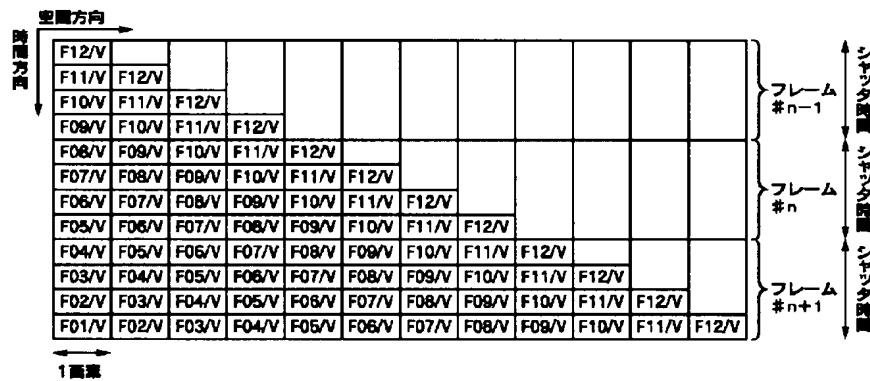 空間方向
時間方向
F12/V
F11/V F12/V
F10/V F11/V F12/V
F09/V F10/V F11/V F12/V
フレーム
#n-1
シャッタ時間
F08/V F09/V F10/V F11/V F12/V
F07/V F08/V F09/V F10/V F11/V F12/V
F06/V F07/V F08/V F09/V F10/V F11/V F12/V
F05/V F06/V F07/V F08/V F09/V F10/V F11/V F12/V
フレーム
#n
シャッタ時間
F04/V F05/V F06/V F07/V F08/V F09/V F10/V F11/V F12/V
F03/V F04/V F05/V F06/V F07/V F08/V F09/V F10/V F11/V F12/V
F02/V F03/V F04/V F05/V F06/V F07/V F08/V F09/V F10/V F11/V F12/V
F01/V F02/V F03/V F04/V F05/V F06/V F07/V F08/V F09/V F10/V F11/V F12/V
フレーム
#n+1
シャッタ時間
1画素